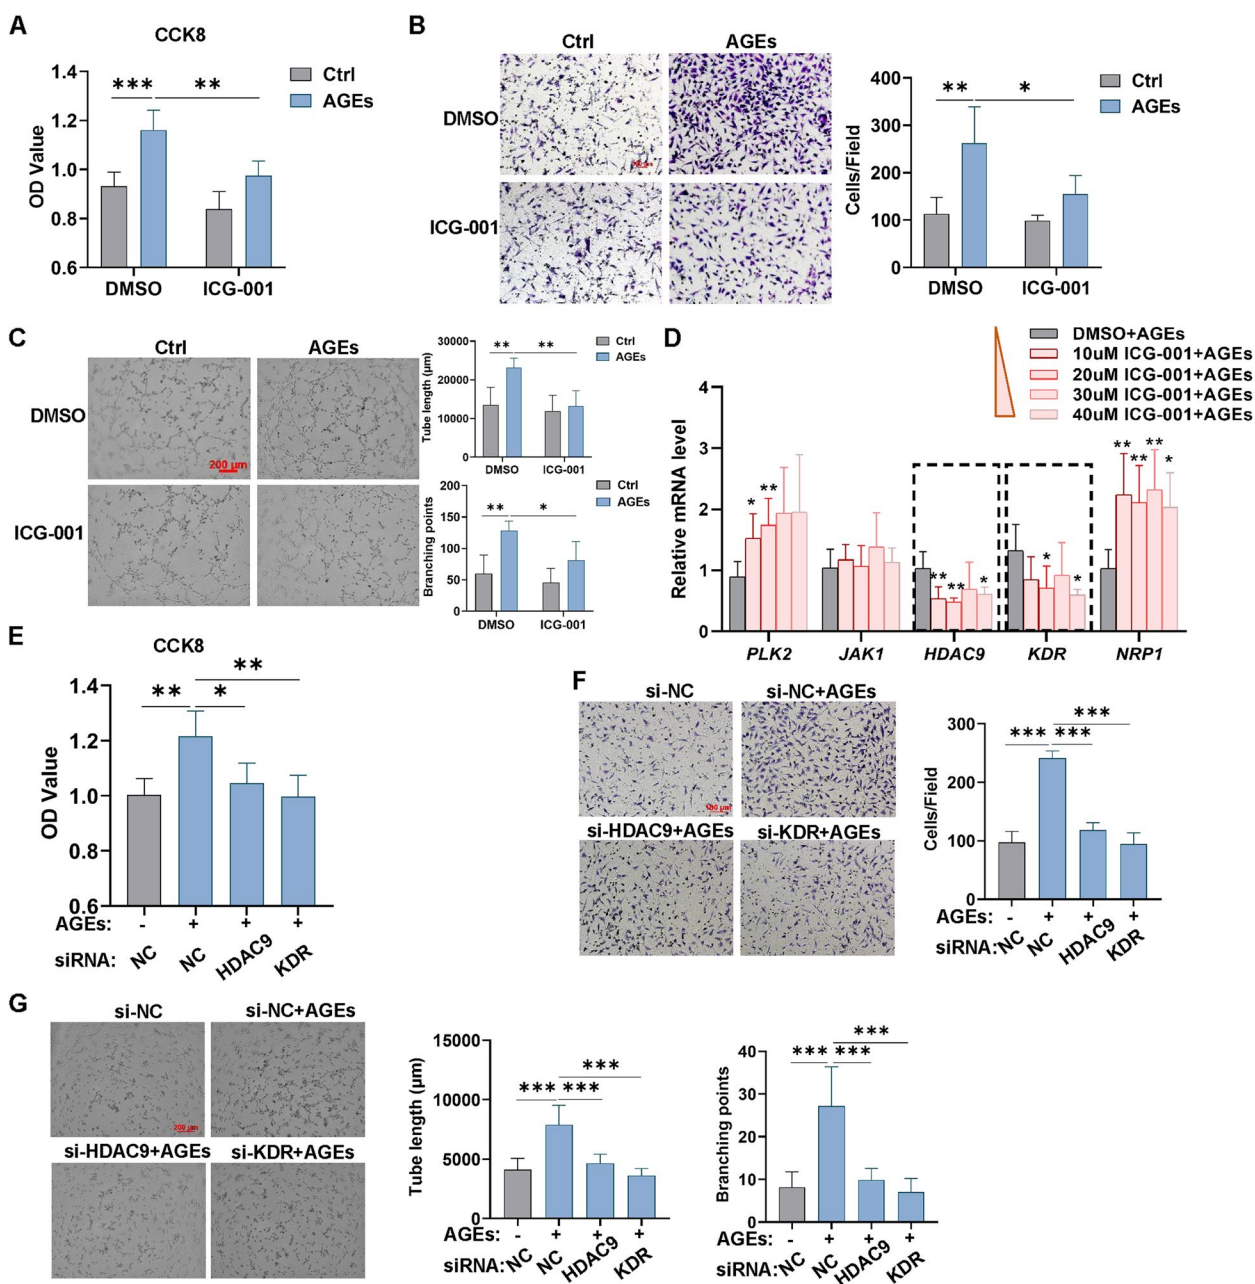 A
CCK8
1.4
1.2
1.0
0.8
0.6
OD Value
***
**
Ctrl
AGEs
DMSO
ICG-001
B
Ctrl
AGEs
DMSO
ICG-001
400
300
200
100
0
Cells/Field
**
*
Ctrl
AGEs
DMSO
ICG-001
C
Ctrl
AGEs
DMSO
ICG-001
200 µm
30000
20000
10000
0
Tube length (µm)
**
**
Ctrl
AGEs
DMSO
ICG-001
200
150
100
50
0
Branching points
**
*
Ctrl
AGEs
DMSO
ICG-001
D
DMSO+AGEs
10uM ICG-001+AGEs
20uM ICG-001+AGEs
30uM ICG-001+AGEs
40uM ICG-001+AGEs
4
3
2
1
0
Relative mRNA level
*
**
**
**
*
*
*
**
**
**
*
PLK2
JAK1
HDAC9
KDR
NRP1
E
CCK8
1.4
1.2
1.0
0.8
0.6
OD Value
**
*
**
AGEs: - + + +
siRNA: NC NC HDAC9 KDR
F
si-NC
si-NC+AGEs
si-HDAC9+AGEs
si-KDR+AGEs
300
200
100
0
Cells/Field
***
***
***
AGEs: - + + +
siRNA: NC NC HDAC9 KDR
G
si-NC
si-NC+AGEs
200 µm
si-HDAC9+AGEs
si-KDR+AGEs
15000
10000
5000
0
Tube length (µm)
***
***
***
AGEs: - + + +
siRNA: NC NC HDAC9 KDR
40
30
20
10
0
Branching points
***
***
***
AGEs: - + + +
siRNA: NC NC HDAC9 KDR